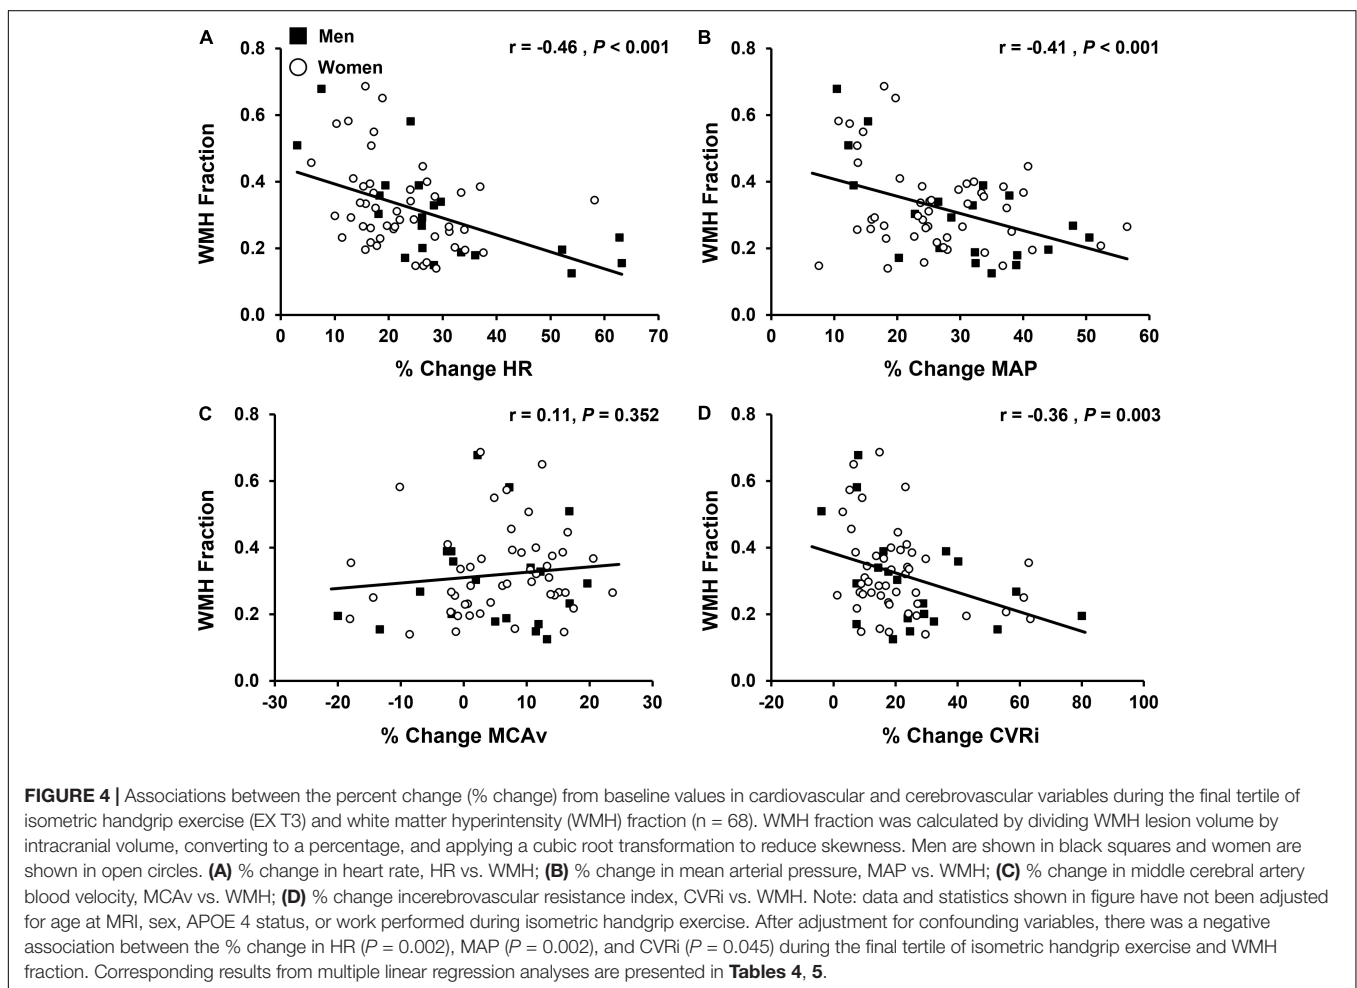 A
■ Men
○ Women
r = -0.46 , P < 0.001
WMH Fraction
0.8
0.6
0.4
0.2
0.0
0 10 20 30 40 50 60 70
% Change HR
B
r = -0.41 , P < 0.001
WMH Fraction
0.8
0.6
0.4
0.2
0.0
0 10 20 30 40 50 60
% Change MAP
C
r = 0.11, P = 0.352
WMH Fraction
0.8
0.6
0.4
0.2
0.0
-20 -10 0 10 20 30
% Change MCAv
D
r = -0.36 , P = 0.003
WMH Fraction
0.8
0.6
0.4
0.2
0.0
-20 0 20 40 60 80 100
% Change CVRi
FIGURE 4 | Associations between the percent change (% change) from baseline values in cardiovascular and cerebrovascular variables during the final tertile of
isometric handgrip exercise (EX T3) and white matter hyperintensity (WMH) fraction (n = 68). WMH fraction was calculated by dividing WMH lesion volume by
intracranial volume, converting to a percentage, and applying a cubic root transformation to reduce skewness. Men are shown in black squares and women are
shown in open circles. (A) % change in heart rate, HR vs. WMH; (B) % change in mean arterial pressure, MAP vs. WMH; (C) % change in middle cerebral artery
blood velocity, MCAv vs. WMH; (D) % change incerebrovascular resistance index, CVRi vs. WMH. Note: data and statistics shown in figure have not been adjusted
for age at MRI, sex, APOE 4 status, or work performed during isometric handgrip exercise. After adjustment for confounding variables, there was a negative
association between the % change in HR (P = 0.002), MAP (P = 0.002), and CVRi (P = 0.045) during the final tertile of isometric handgrip exercise and WMH
fraction. Corresponding results from multiple linear regression analyses are presented in Tables 4, 5.